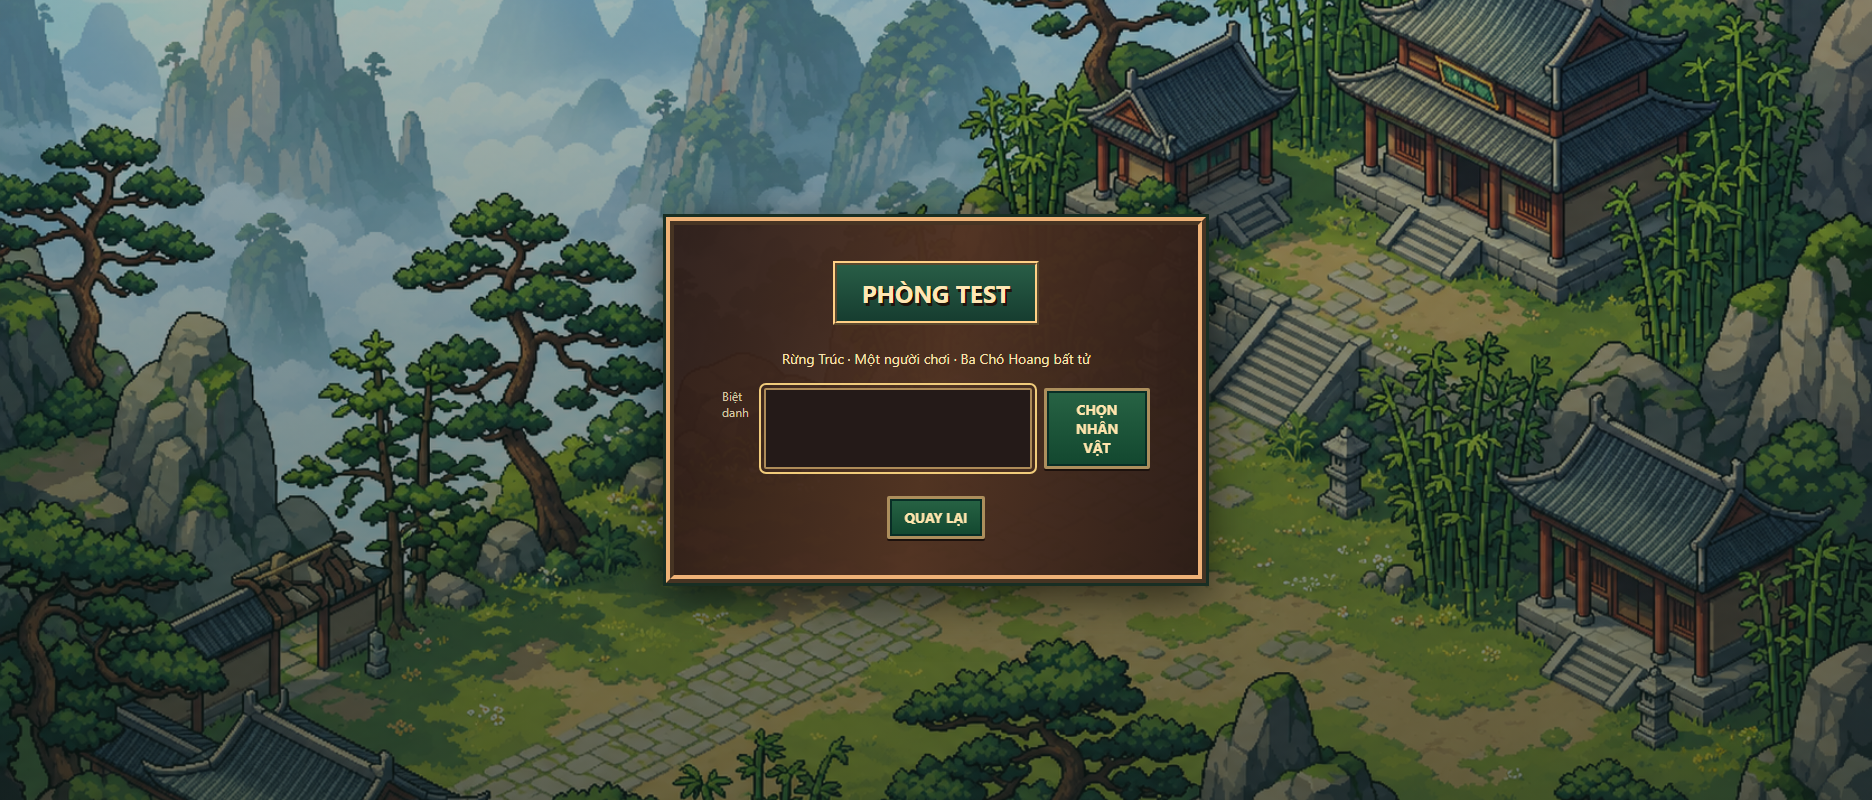 PHÒNG TEST
Rừng Trúc · Một người chơi · Ba Chó Hoang bất tử
Biệt
danh
CHỌN
NHÂN
VẬT
QUAY LẠI